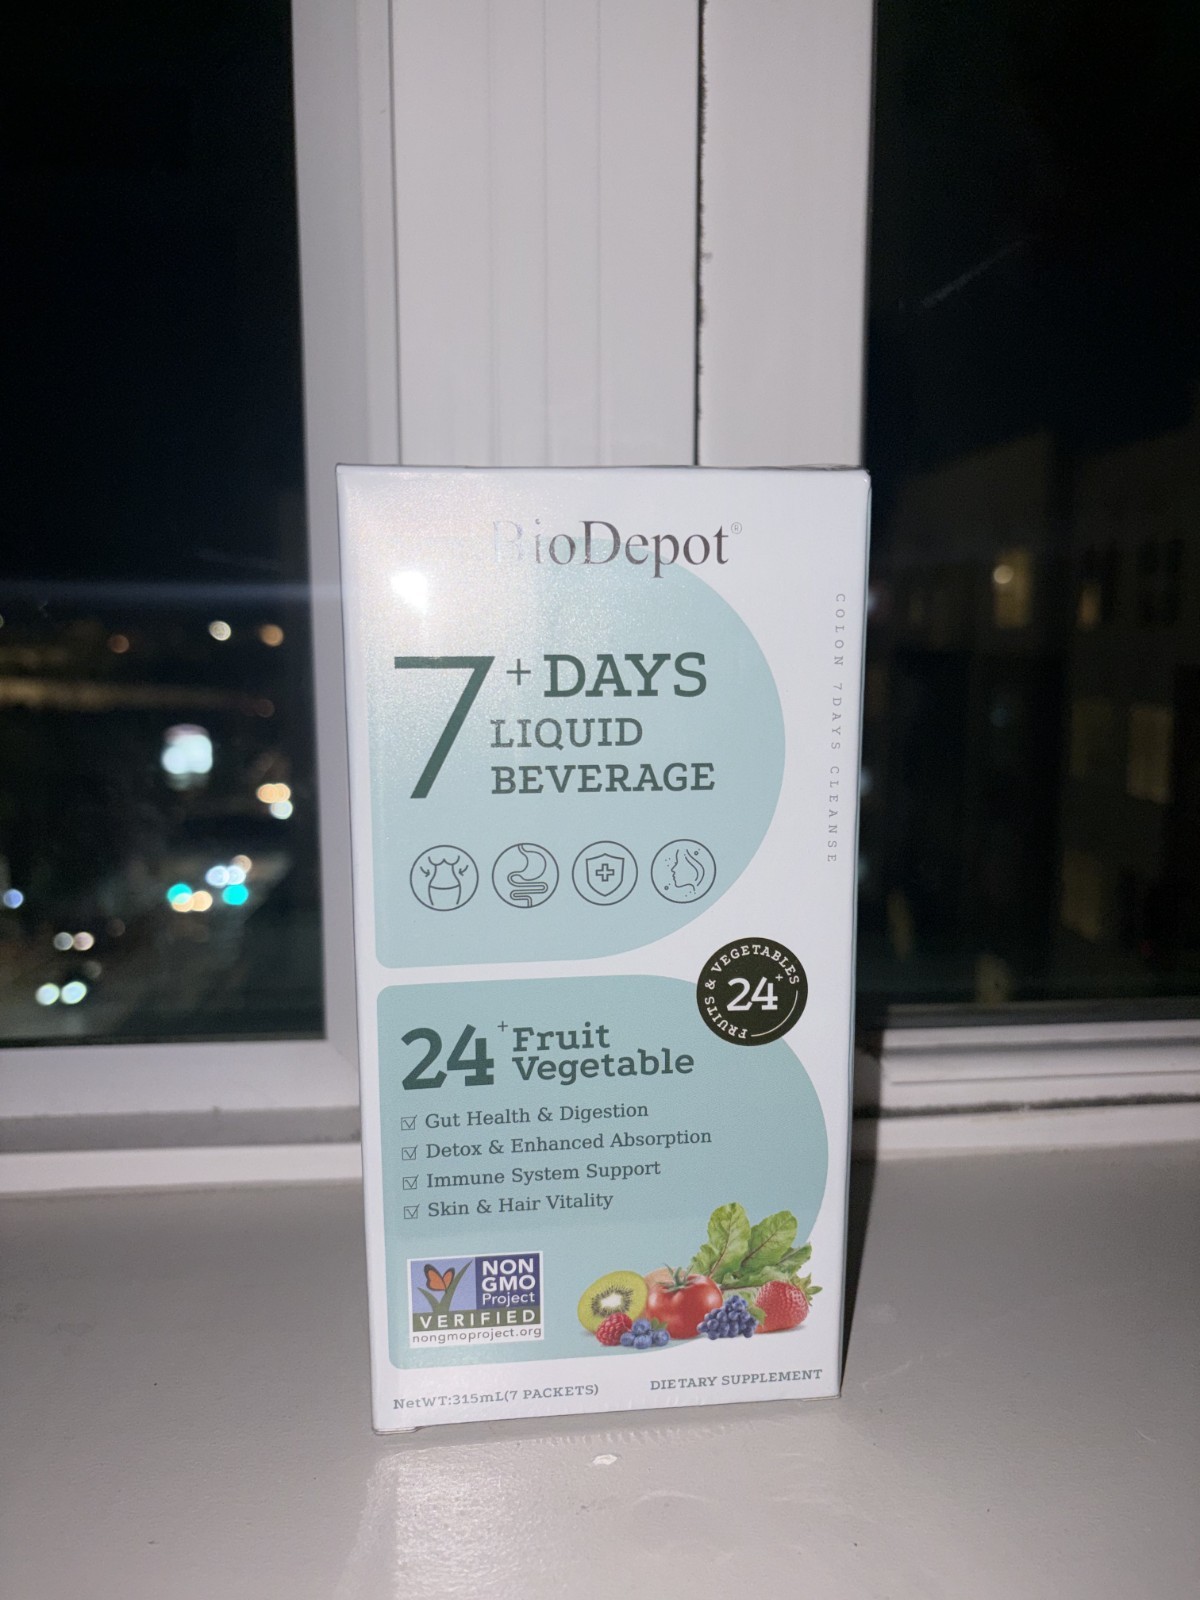 BioDepot®
7+ DAYS
LIQUID
BEVERAGE
COLON 7DAYS CLEANSE
FRUITS & VEGETABLES
24+
24+ Fruit
Vegetable
☑ Gut Health & Digestion
☑ Detox & Enhanced Absorption
☑ Immune System Support
☑ Skin & Hair Vitality
NON
GMO
Project
VERIFIED
nongmoproject.org
NetWT:315mL(7 PACKETS)
DIETARY SUPPLEMENT